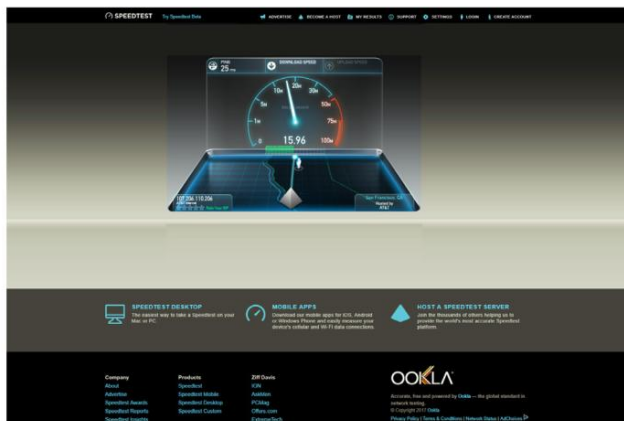 SPEEDTEST
Try Speedtest Beta
ADVERTISE
BECOME A HOST
MY RESULTS
SUPPORT
SETTINGS
LOGIN
CREATE ACCOUNT
PING
25 ms
DOWNLOAD SPEED
UPLOAD SPEED
0
1M
5M
10M
20M
30M
50M
75M
100M
15.96
San Francisco, CA
Hosted by
AT&T
SPEEDTEST DESKTOP
The easiest way to take a Speedtest on your
Mac or PC
MOBILE APPS
Download our mobile apps for iOS, Android
or Windows Phone and easily measure your
device's cellular and Wi-Fi data connections
HOST A SPEEDTEST SERVER
Join the thousands of others helping us to
provide the world's most accurate Speedtest
platform.
Company
About
Advertise
Speedtest Awards
Speedtest Reports
Speedtest Insights
Products
Speedtest
Speedtest Mobile
Speedtest Desktop
Speedtest Custom
Ziff Davis
IGN
AskMen
PCMag
Offers.com
ExtremeTech
OOKLA
Accurate, free and powered by Ookla — the global standard in
network testing.
© Copyright 2017 Ookla
Privacy Policy | Terms & Conditions | Network Status | AdChoices